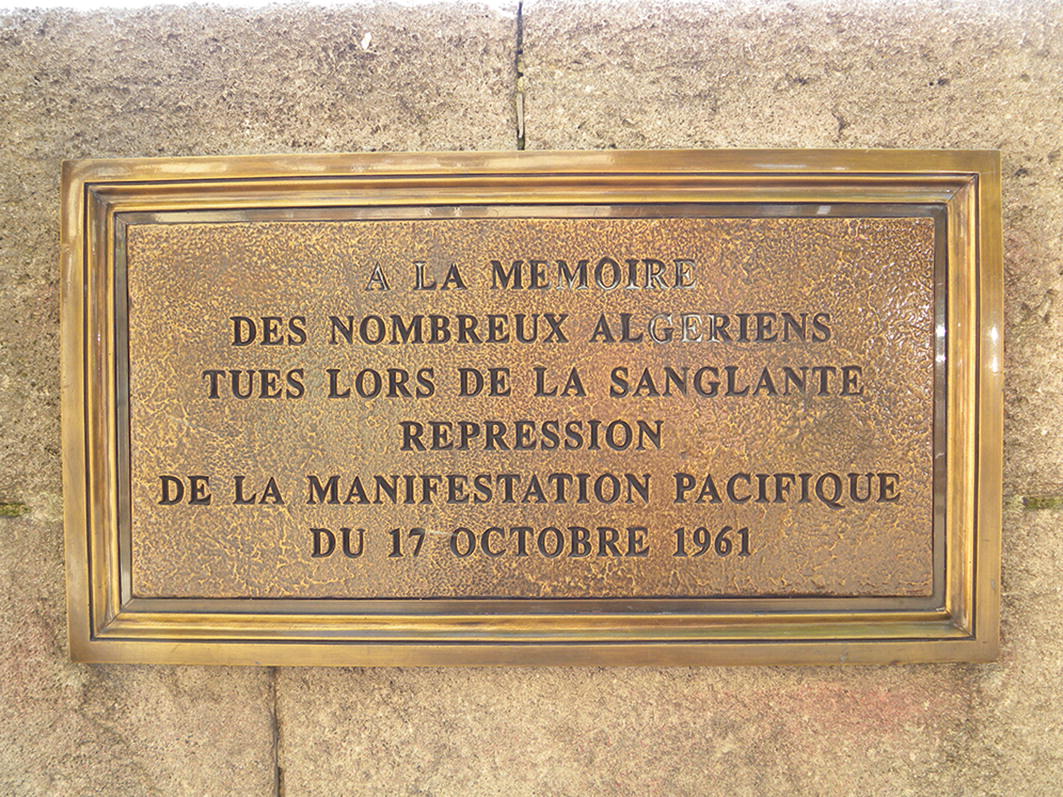 A LA MEMOIRE
DES NOMBREUX ALGERIENS
TUES LORS DE LA SANGLANTE
REPRESSION
DE LA MANIFESTATION PACIFIQUE
DU 17 OCTOBRE 1961